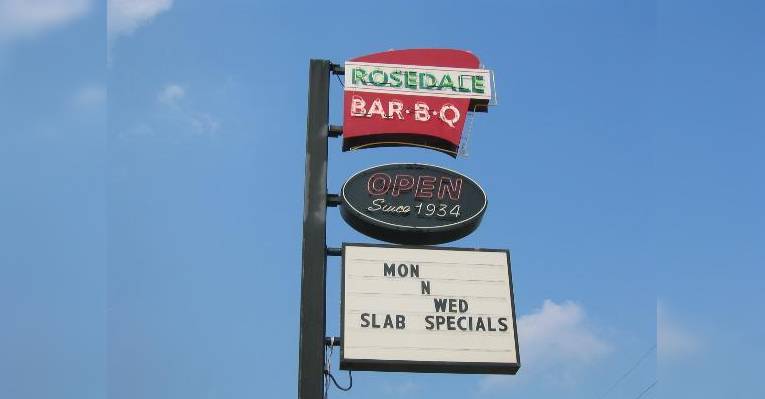 ROSEDALE
BAR·B·Q
OPEN
Since 1934
MON
N
WED
SLAB SPECIALS